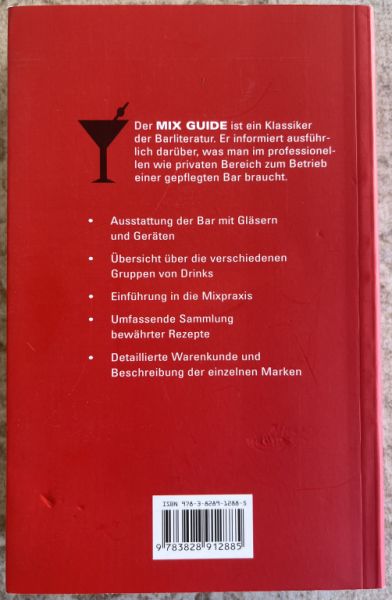 Der MIX GUIDE ist ein Klassiker
der Barliteratur. Er informiert ausführ-
lich darüber, was man im professionel-
len wie privaten Bereich zum Betrieb
einer gepflegten Bar braucht.
• Ausstattung der Bar mit Gläsern
und Geräten
• Übersicht über die verschiedenen
Gruppen von Drinks
• Einführung in die Mixpraxis
• Umfassende Sammlung
bewährter Rezepte
• Detaillierte Warenkunde und
Beschreibung der einzelnen Marken
ISBN 978-3-8289-1288-5
9 783828 912885